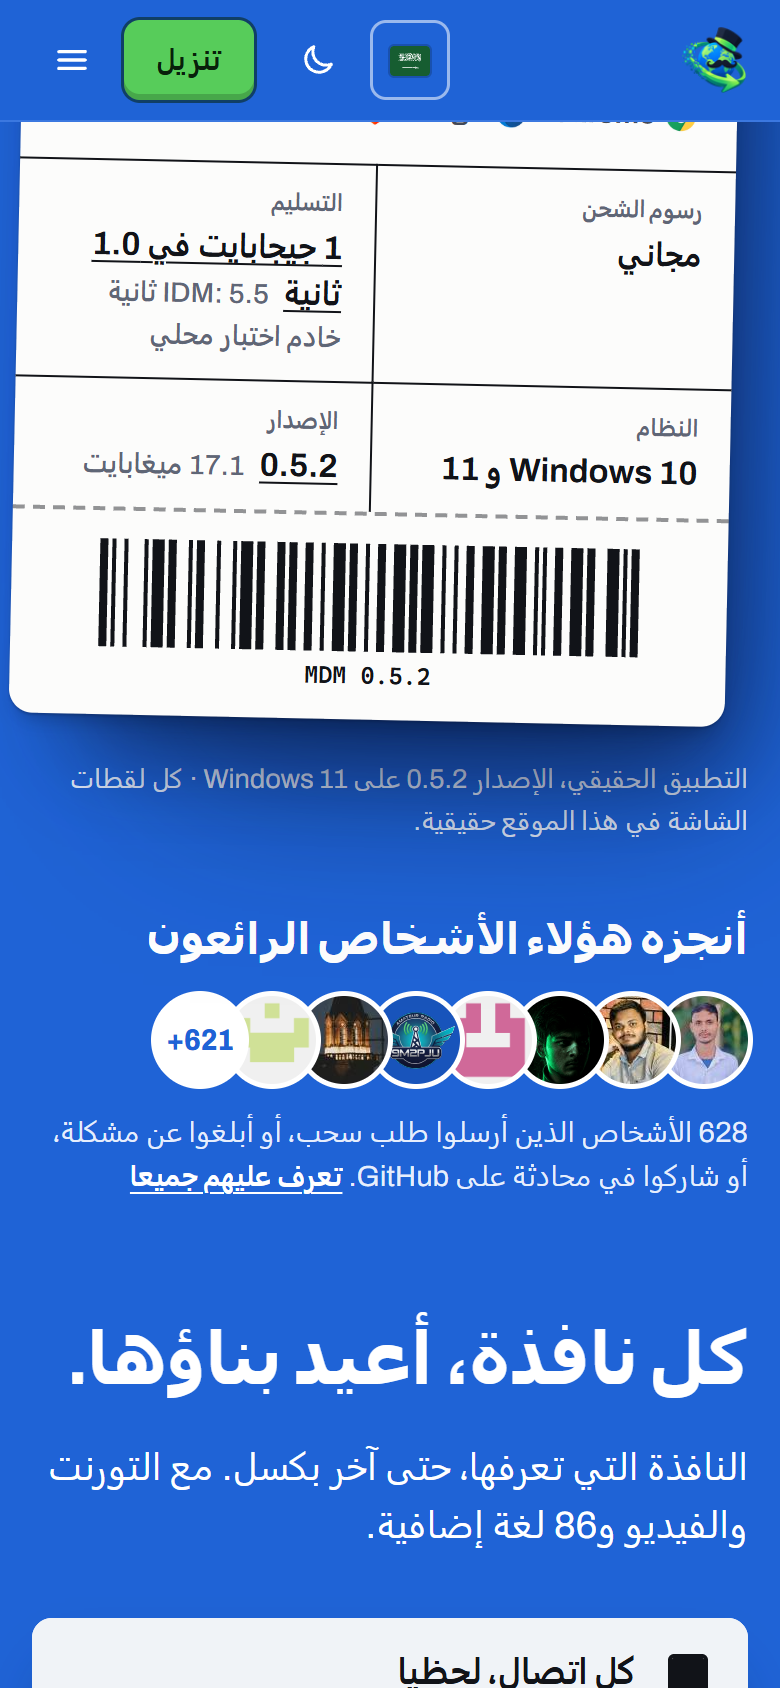 تنزيل
رسوم الشحن
مجاني
التسليم
1 جيجابايت في 1.0
ثانية IDM: 5.5 ثانية
خادم اختبار محلي
النظام
Windows 10 و 11
الإصدار
0.5.2 17.1 ميغابايت
MDM 0.5.2
التطبيق الحقيقي، الإصدار 0.5.2 على Windows 11 · كل لقطات
الشاشة في هذا الموقع حقيقية.
أنجزه هؤلاء الأشخاص الرائعون
9M2PJU
+621
628 الأشخاص الذين أرسلوا طلب سحب، أو أبلغوا عن مشكلة،
أو شاركوا في محادثة على GitHub. تعرف عليهم جميعا
كل نافذة، أعيد بناؤها.
النافذة التي تعرفها، حتى آخر بكسل. مع التورنت
والفيديو و86 لغة إضافية.
كل اتصال، لحظيا